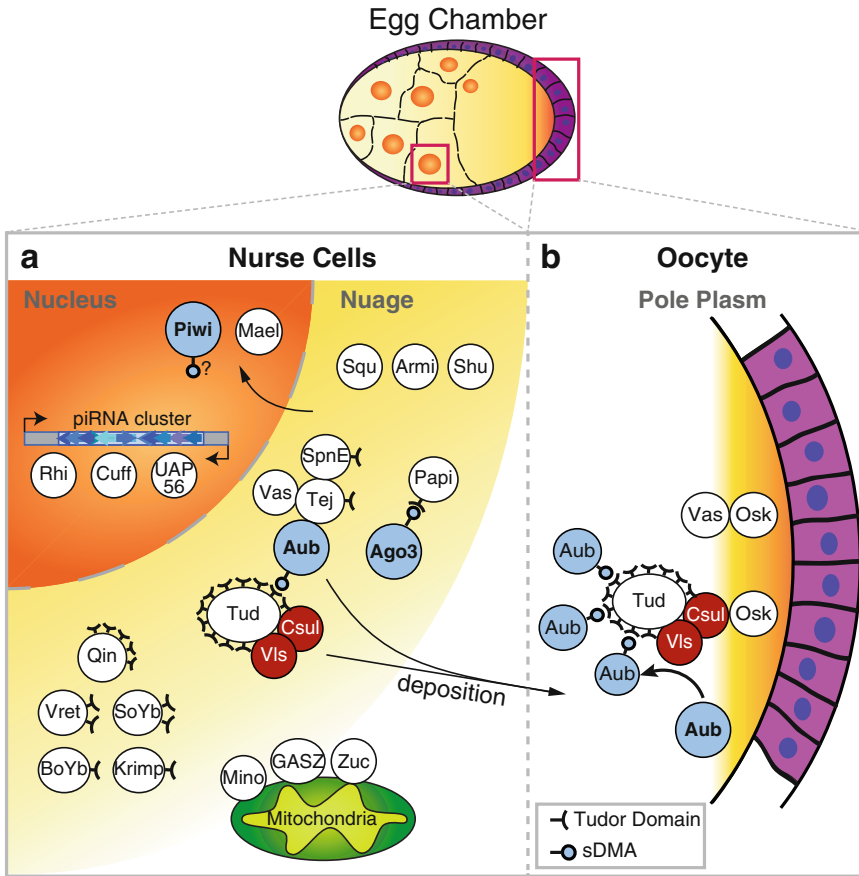 Egg Chamber
a
Nurse Cells
b
Oocyte
Nucleus
Nuage
Pole Plasm
Piwi
Mael
?
Squ
Armi
Shu
piRNA cluster
Rhi
Cuff
UAP
56
SpnE
Vas
Tej
Papi
Aub
Ago3
Tud
Csul
Vls
Qin
Vret
SoYb
BoYb
Krimp
deposition
Mino
GASZ
Zuc
Mitochondria
Vas
Osk
Aub
Tud
Csul
Osk
Aub
Vls
Aub
Aub
Tudor Domain
sDMA